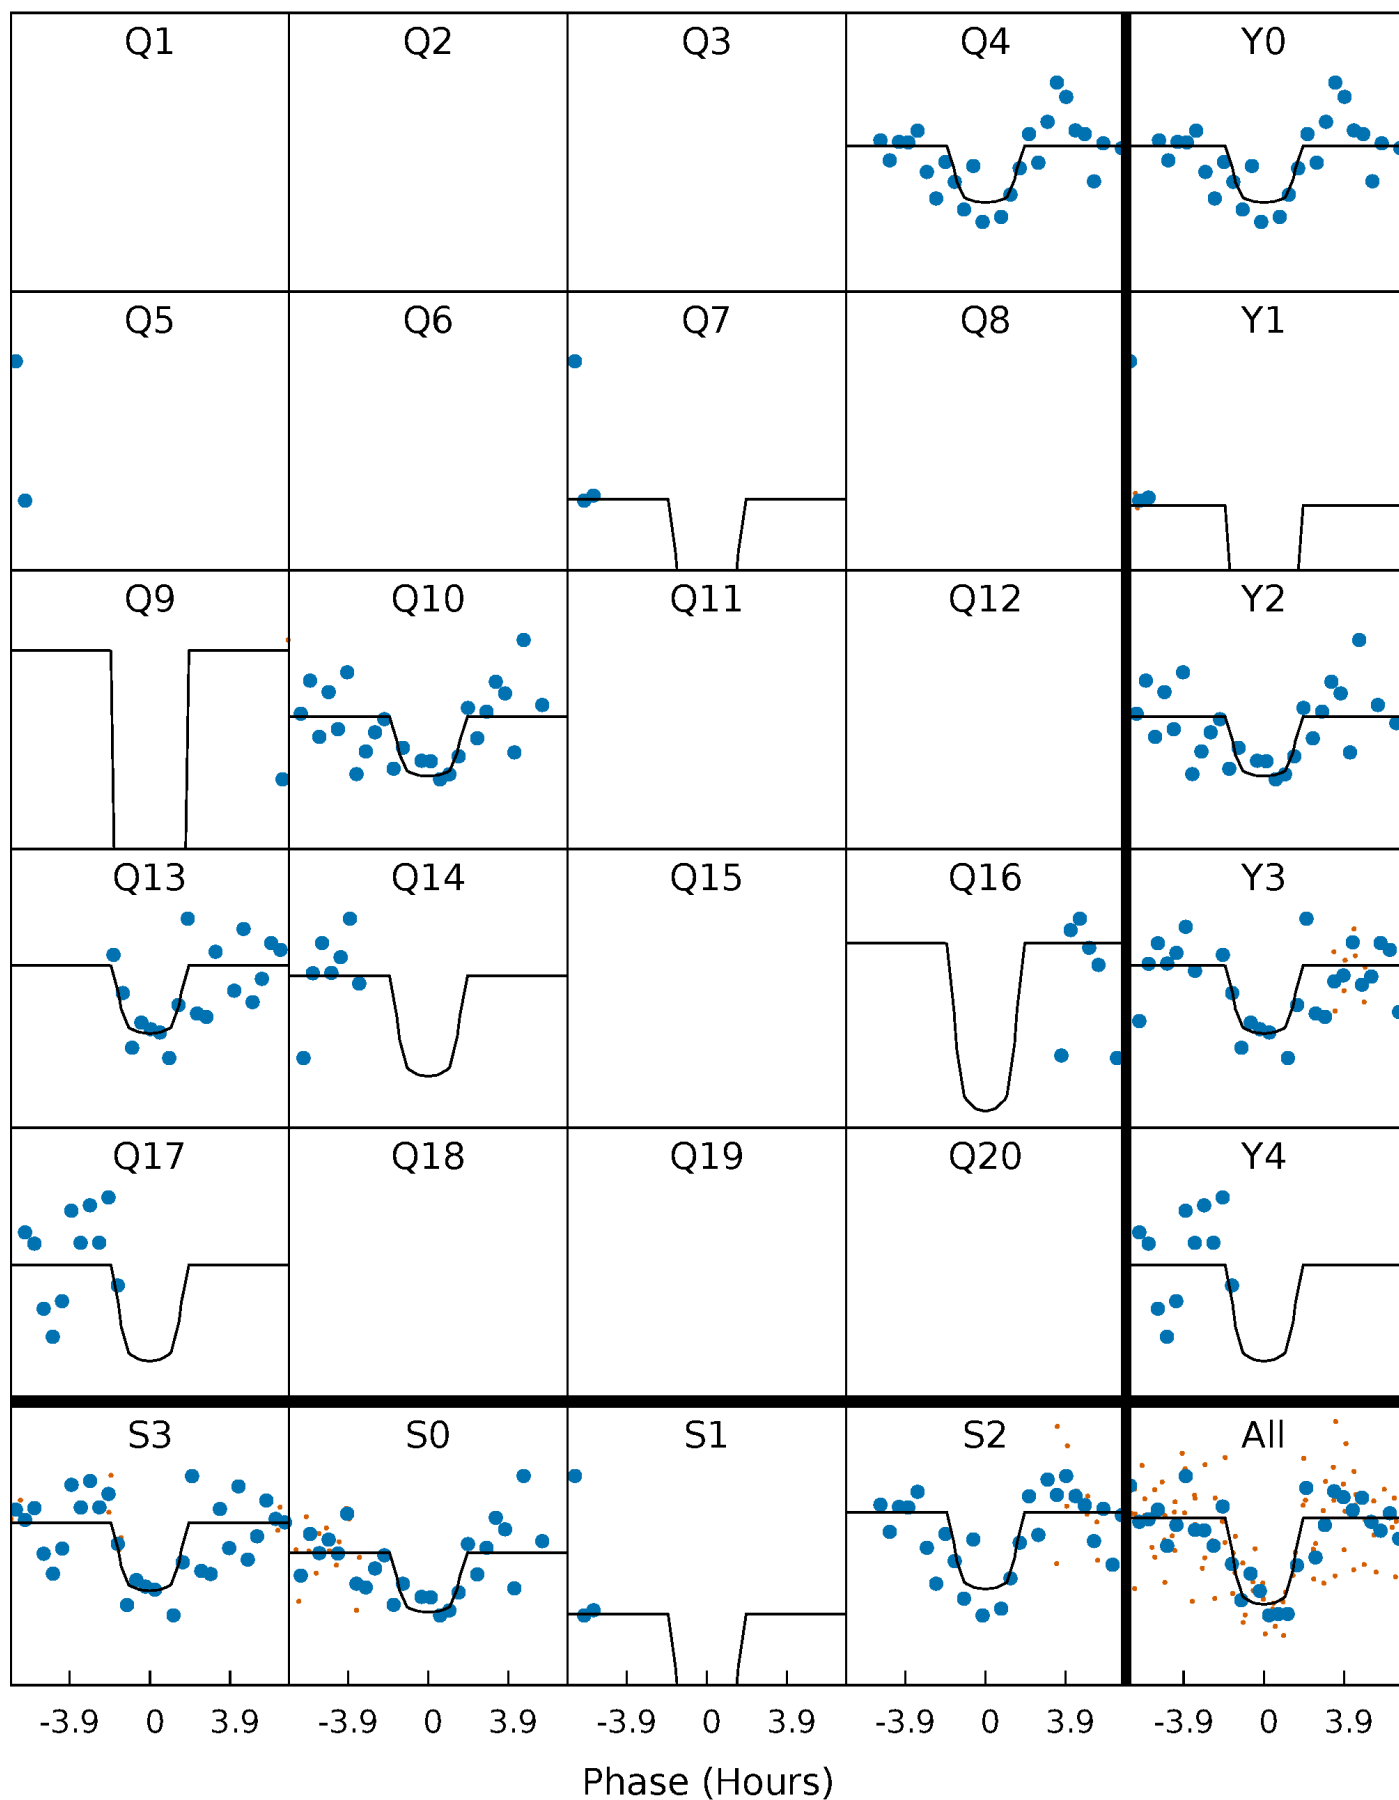 Q1 Q2 Q3 Q4 Y0
Q5 Q6 Q7 Q8 Y1
Q9 Q10 Q11 Q12 Y2
Q13 Q14 Q15 Q16 Y3
Q17 Q18 Q19 Q20 Y4
S3 S0 S1 S2 All
-3.9 0 3.9 -3.9 0 3.9 -3.9 0 3.9 -3.9 0 3.9 -3.9 0 3.9
Phase (Hours)